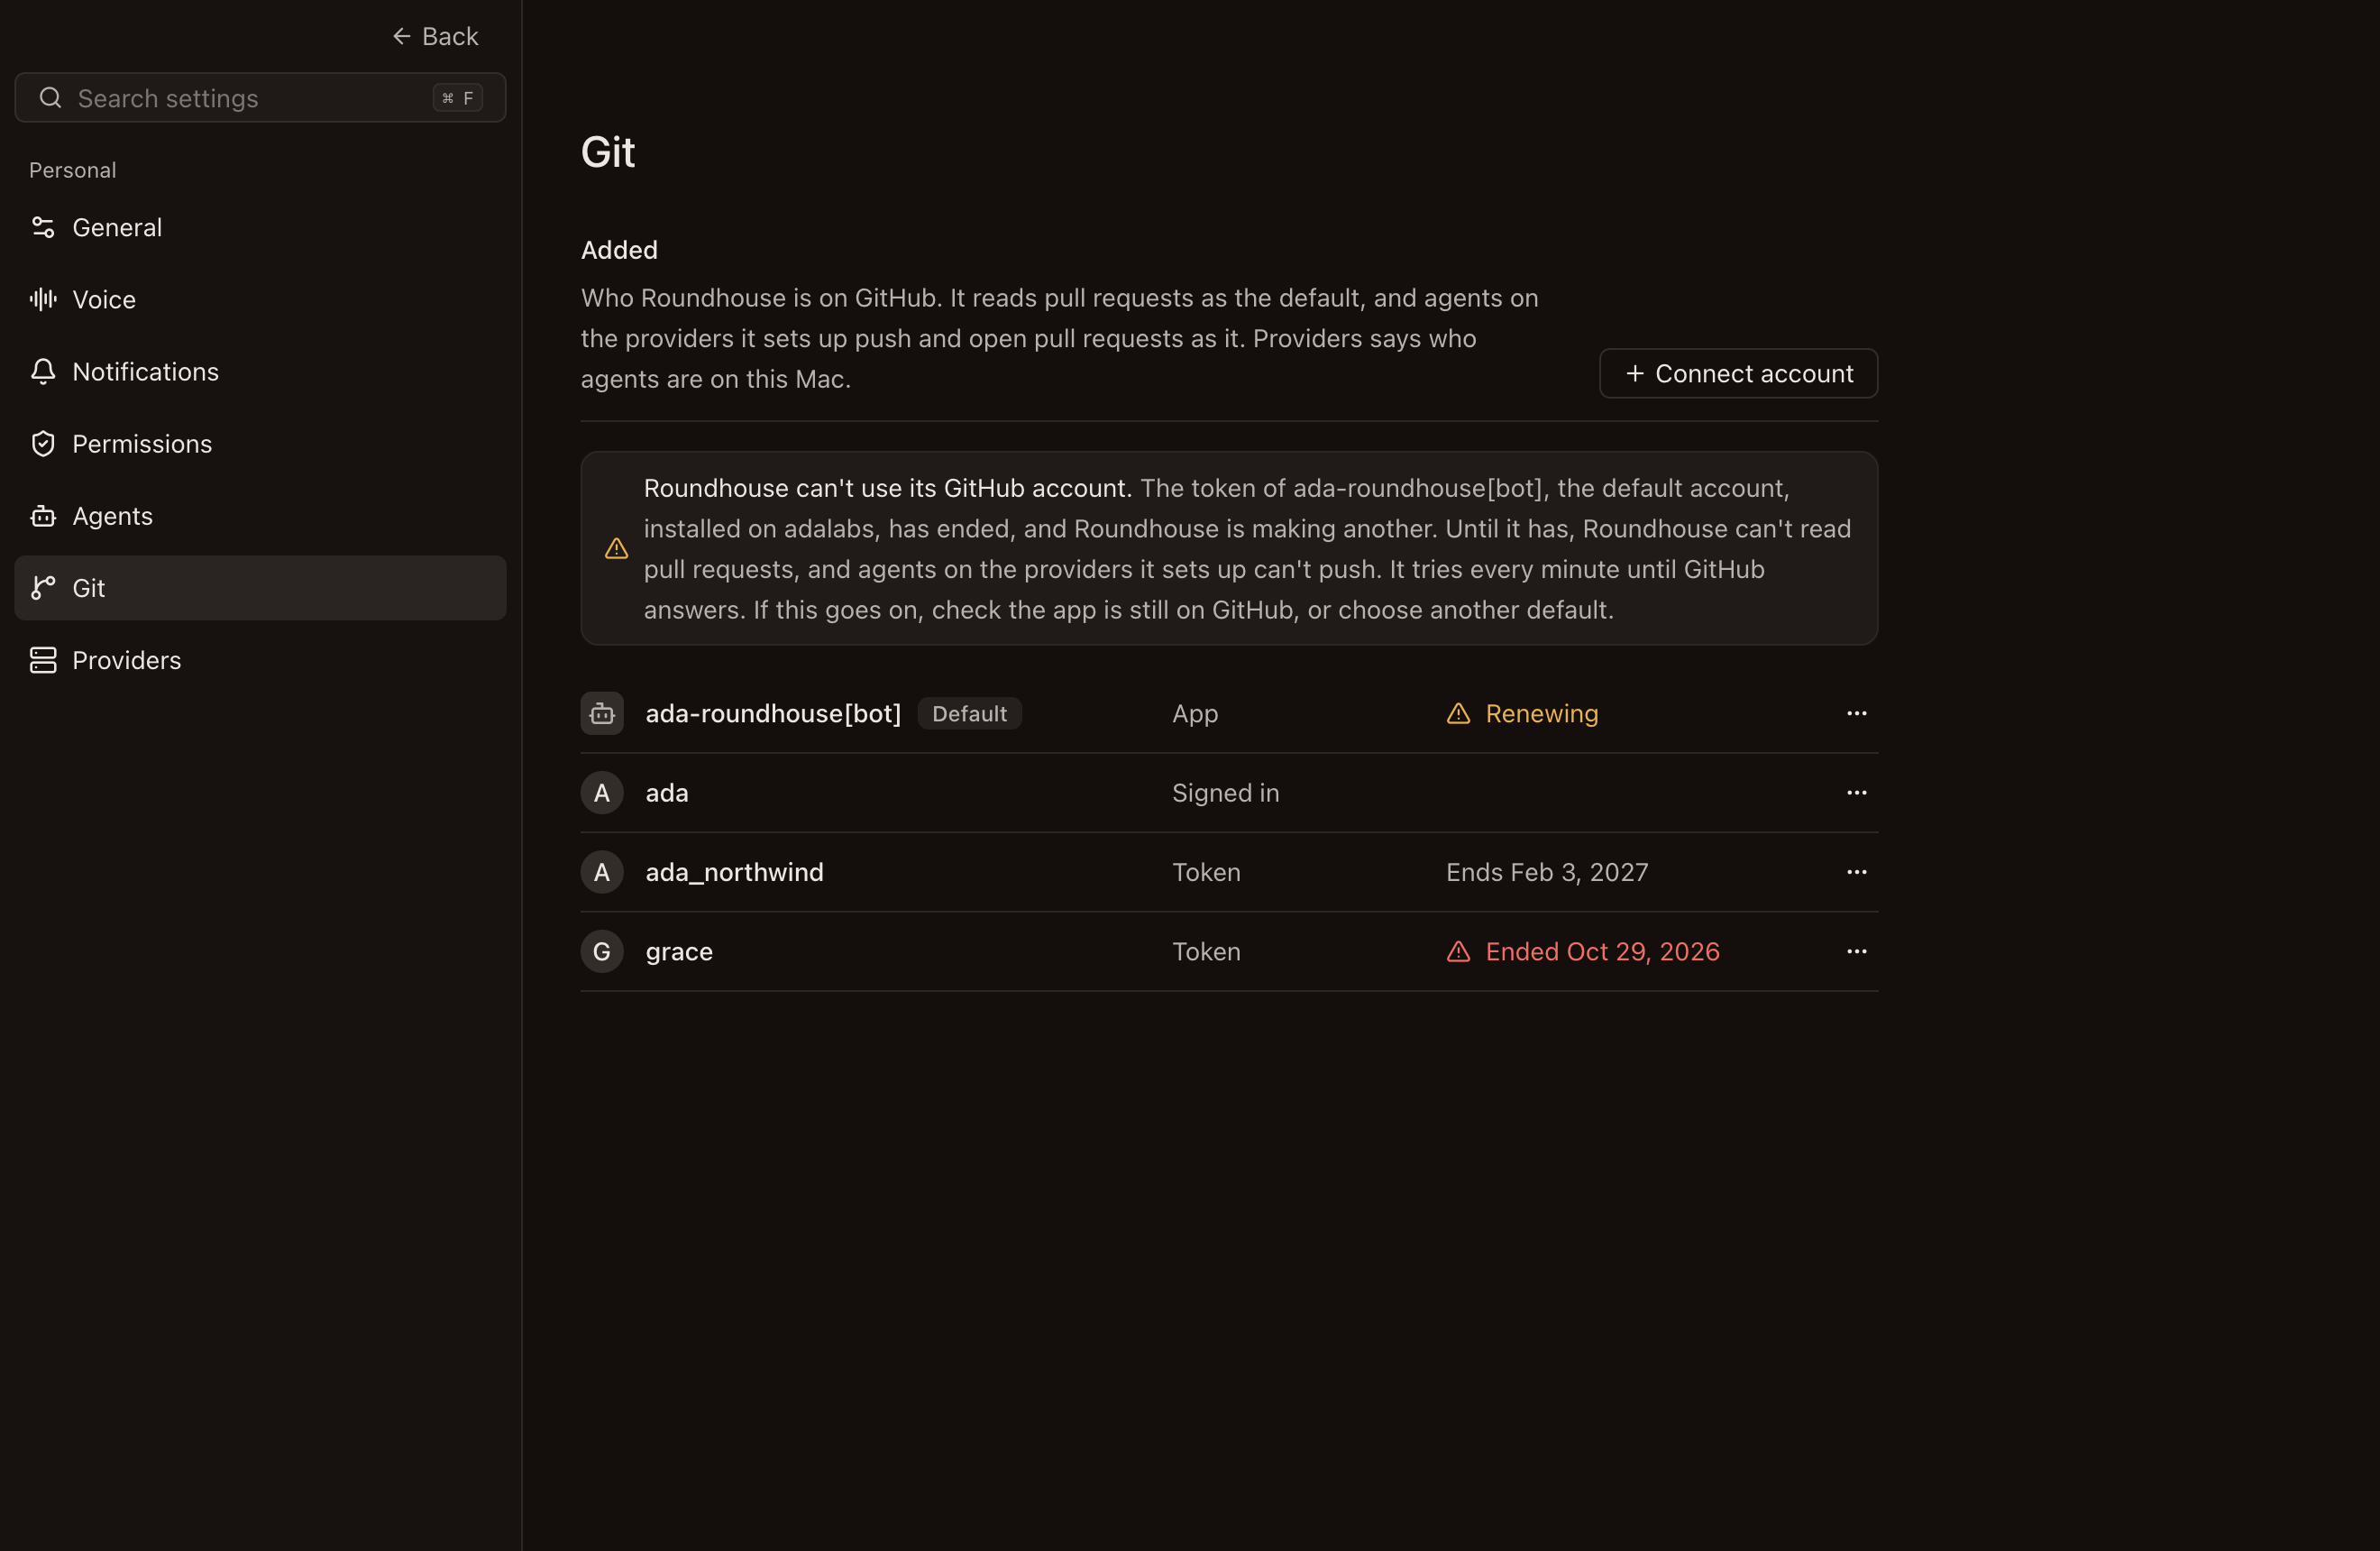 Back
Search settings
⌘ F
Personal
General
Voice
Notifications
Permissions
Agents
Git
Providers
Git
Added
Who Roundhouse is on GitHub. It reads pull requests as the default, and agents on
the providers it sets up push and open pull requests as it. Providers says who
agents are on this Mac.
Connect account
Roundhouse can't use its GitHub account. The token of ada-roundhouse[bot], the default account,
installed on adalabs, has ended, and Roundhouse is making another. Until it has, Roundhouse can't read
pull requests, and agents on the providers it sets up can't push. It tries every minute until GitHub
answers. If this goes on, check the app is still on GitHub, or choose another default.
ada-roundhouse[bot] Default App Renewing
A ada Signed in
A ada_northwind Token Ends Feb 3, 2027
G grace Token Ended Oct 29, 2026